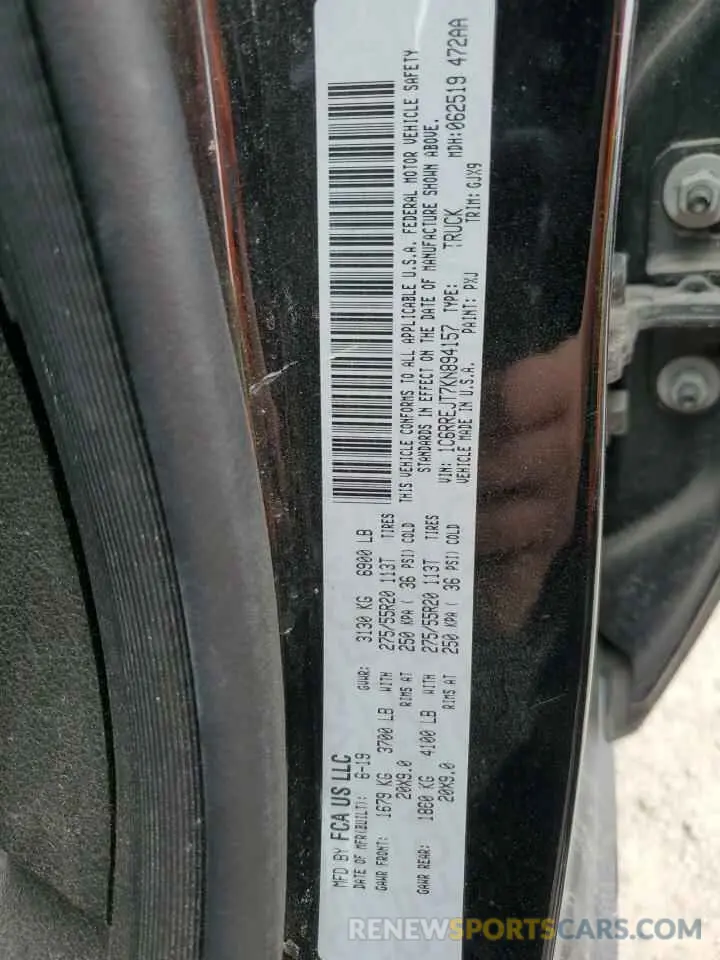 MFD BY FCA US LLC
DATE OF MFR(BUILT): 6-19 GVWR: 3130 KG 6900 LB
GAWR FRONT: 1679 KG 3700 LB WITH 275/55R20 113T TIRES
20X9.0 RIMS AT 250 KPA ( 36 PSI) COLD
GAWR REAR: 1860 KG 4100 LB WITH 275/55R20 113T TIRES
20X9.0 RIMS AT 250 KPA ( 36 PSI) COLD
THIS VEHICLE CONFORMS TO ALL APPLICABLE U.S.A. FEDERAL MOTOR VEHICLE SAFETY
STANDARDS IN EFFECT ON THE DATE OF MANUFACTURE SHOWN ABOVE.
VIN: 1C6RREJT7KN894157 TYPE: TRUCK MDH:062519 472AA
VEHICLE MADE IN U.S.A. PAINT: PXJ TRIM: GJX9
RENEWSPORTSCARS.COM